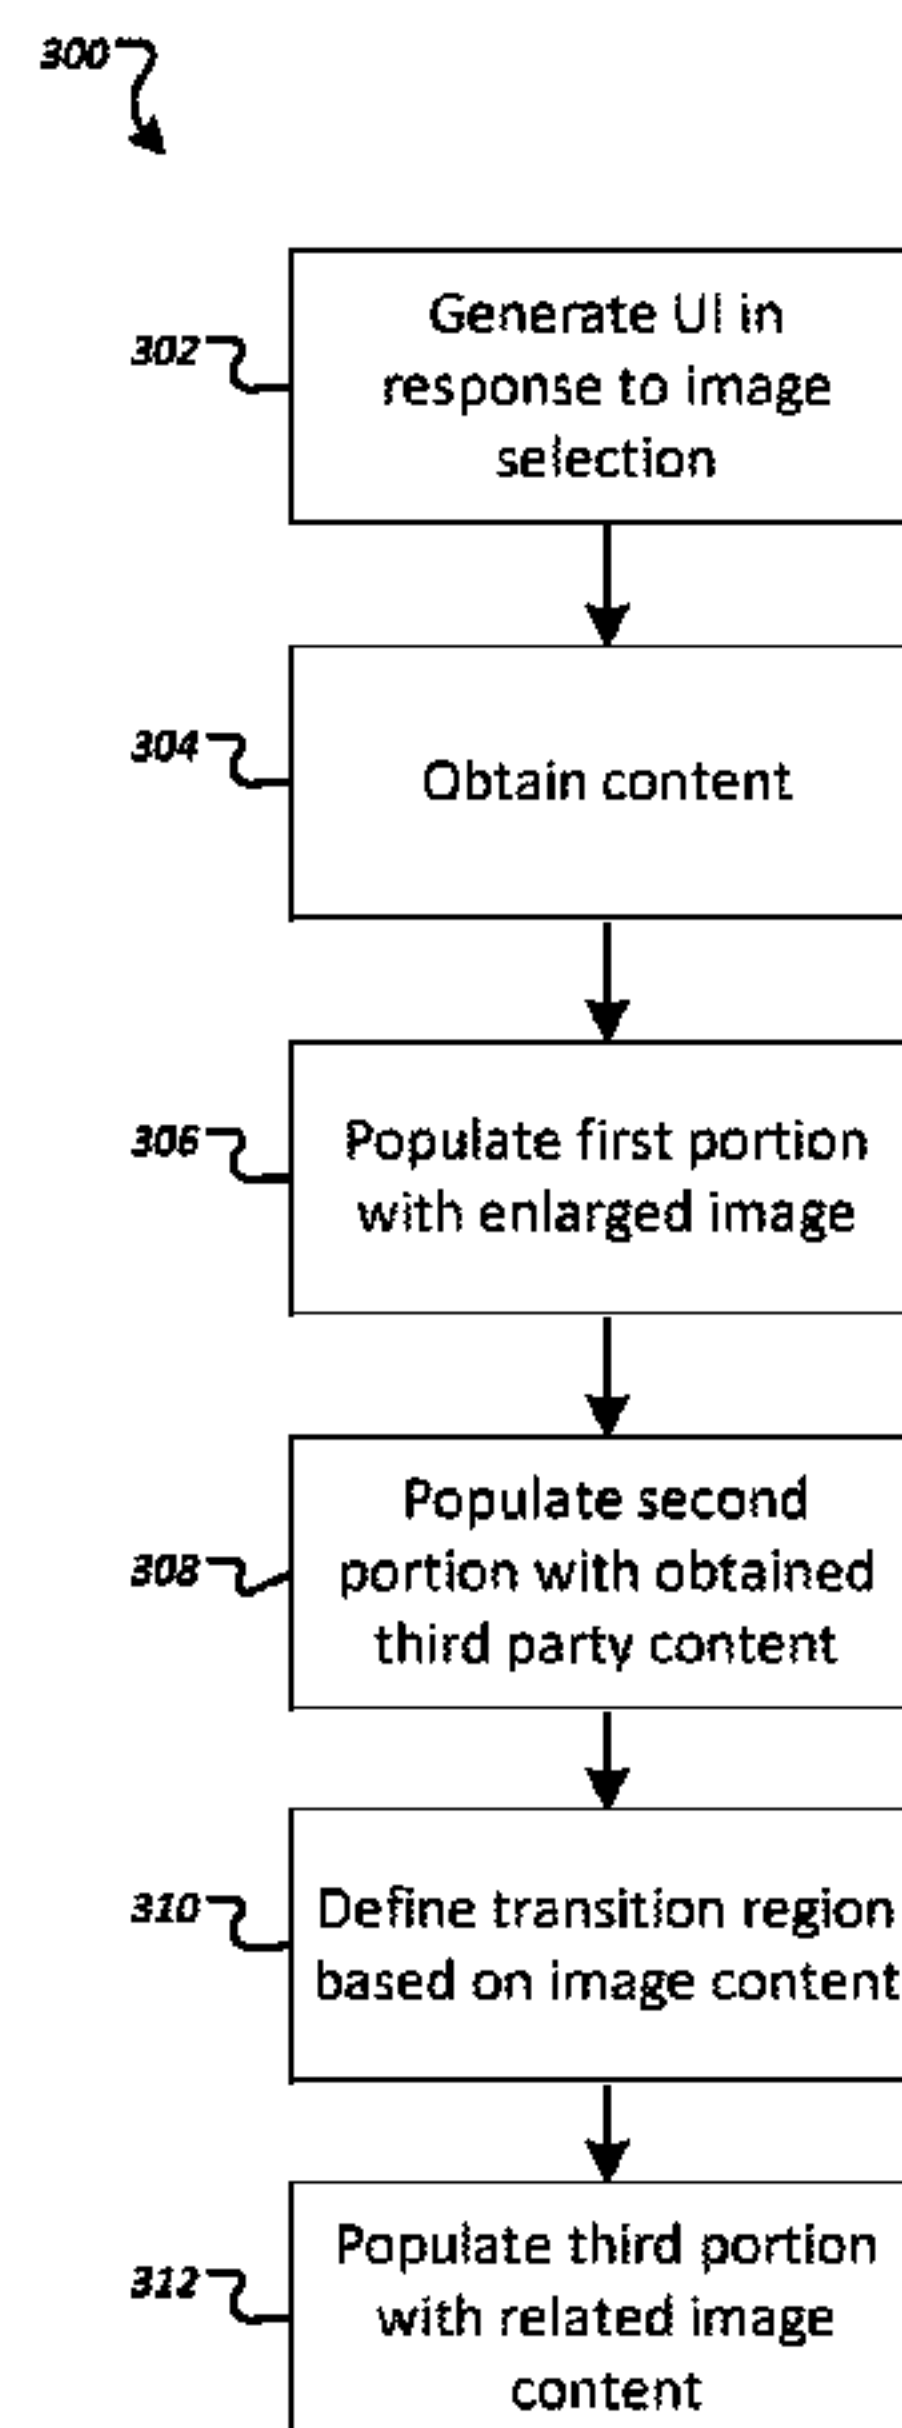 300
302
Generate UI in
response to image
selection
304
Obtain content
306
Populate first portion
with enlarged image
308
Populate second
portion with obtained
third party content
310
Define transition region
based on image content
312
Populate third portion
with related image
content